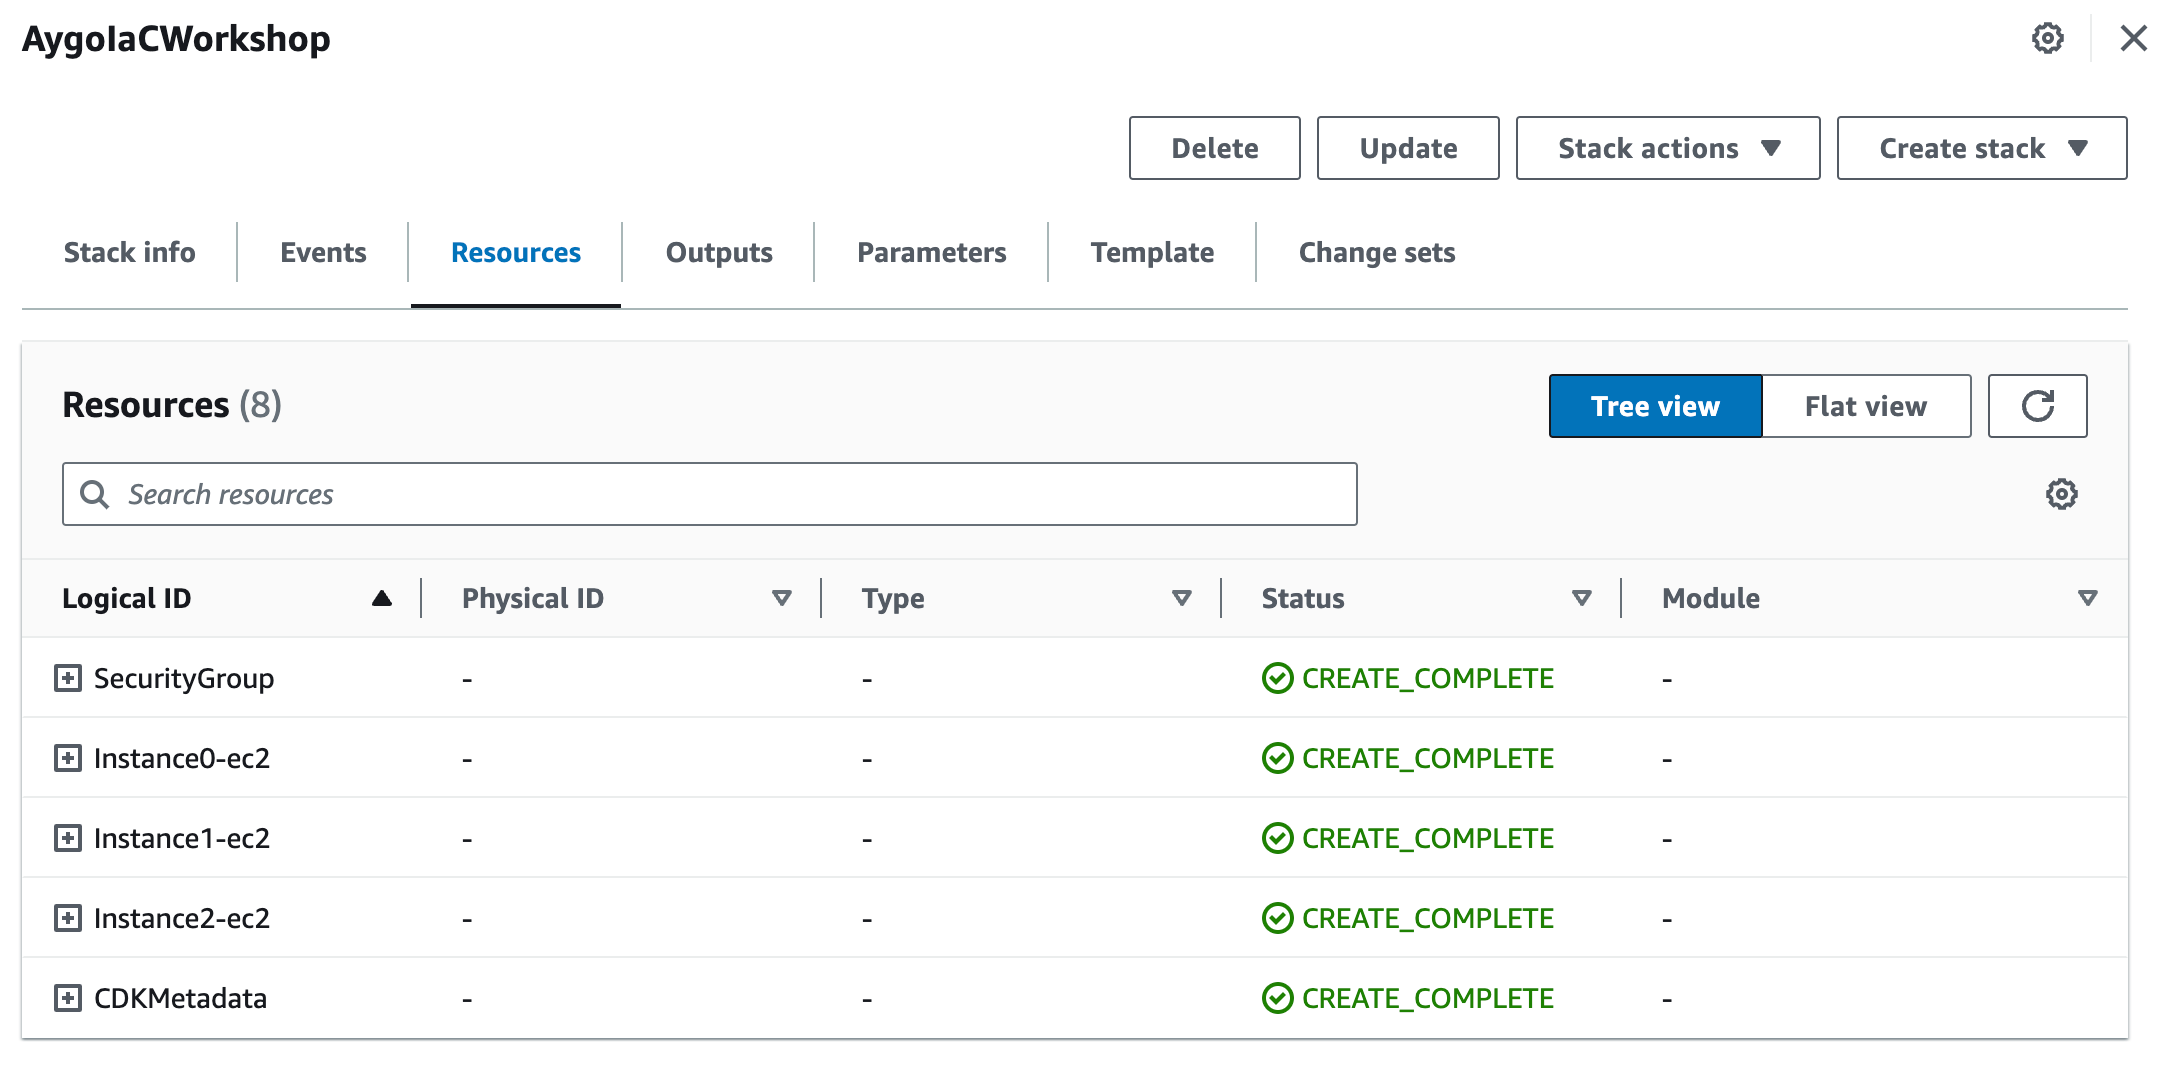 AygoIaCWorkshop
Delete Update Stack actions Create stack
Stack info Events Resources Outputs Parameters Template Change sets
Resources (8) Tree view Flat view
Search resources
Logical ID Physical ID Type Status Module
SecurityGroup - - CREATE_COMPLETE -
Instance0-ec2 - - CREATE_COMPLETE -
Instance1-ec2 - - CREATE_COMPLETE -
Instance2-ec2 - - CREATE_COMPLETE -
CDKMetadata - - CREATE_COMPLETE -